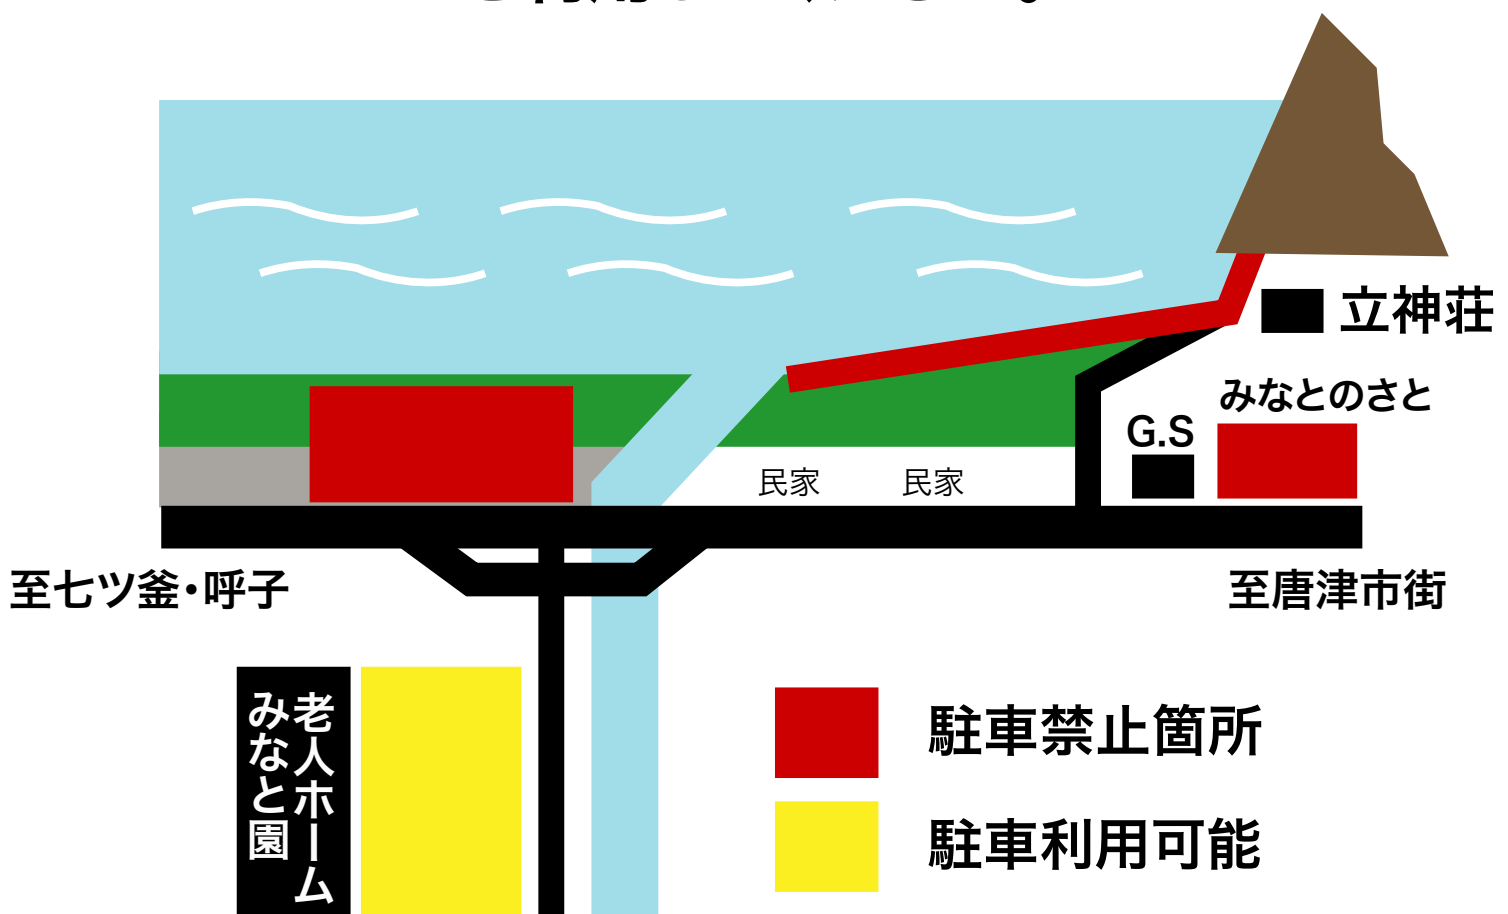 立神荘
みなとのさと
G.S
民家 民家
至七ツ釜・呼子
至唐津市街
老人ホーム
みなと園
駐車禁止箇所
駐車利用可能